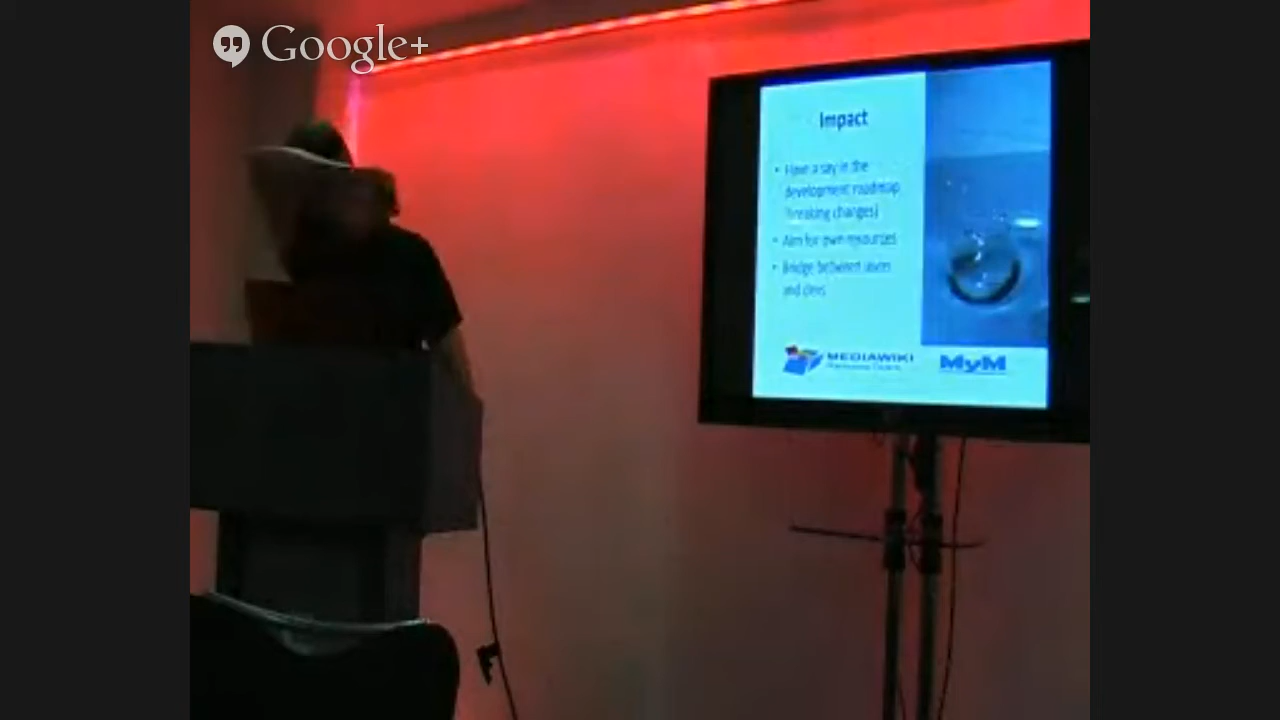 Google+
Impact
• Have a say in the
development roadmap
(breaking changes)
• Aim for own resources
• Bridge between users
and devs
MEDIAWIKI
MyM